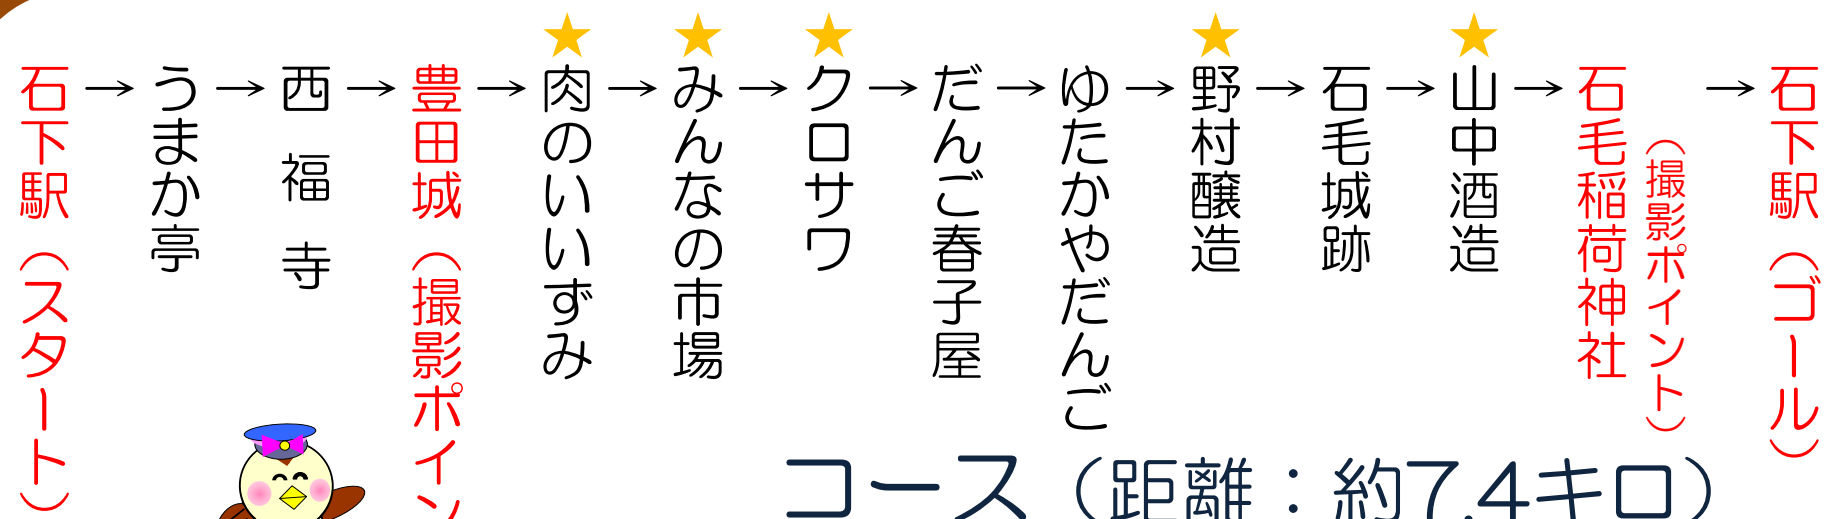 石下駅（スタート）
→
うまか亭
→
西福寺
→
豊田城（撮影ポイン
→
★肉のいいずみ
→
★みんなの市場
→
★クロサワ
→
だんご春子屋
→
ゆたかやだんご
→
★野村醸造
→
石毛城跡
→
★山中酒造
→
石毛稲荷神社
（撮影ポイント）
→
石下駅（ゴール）
コース（距離：約7.4キロ）